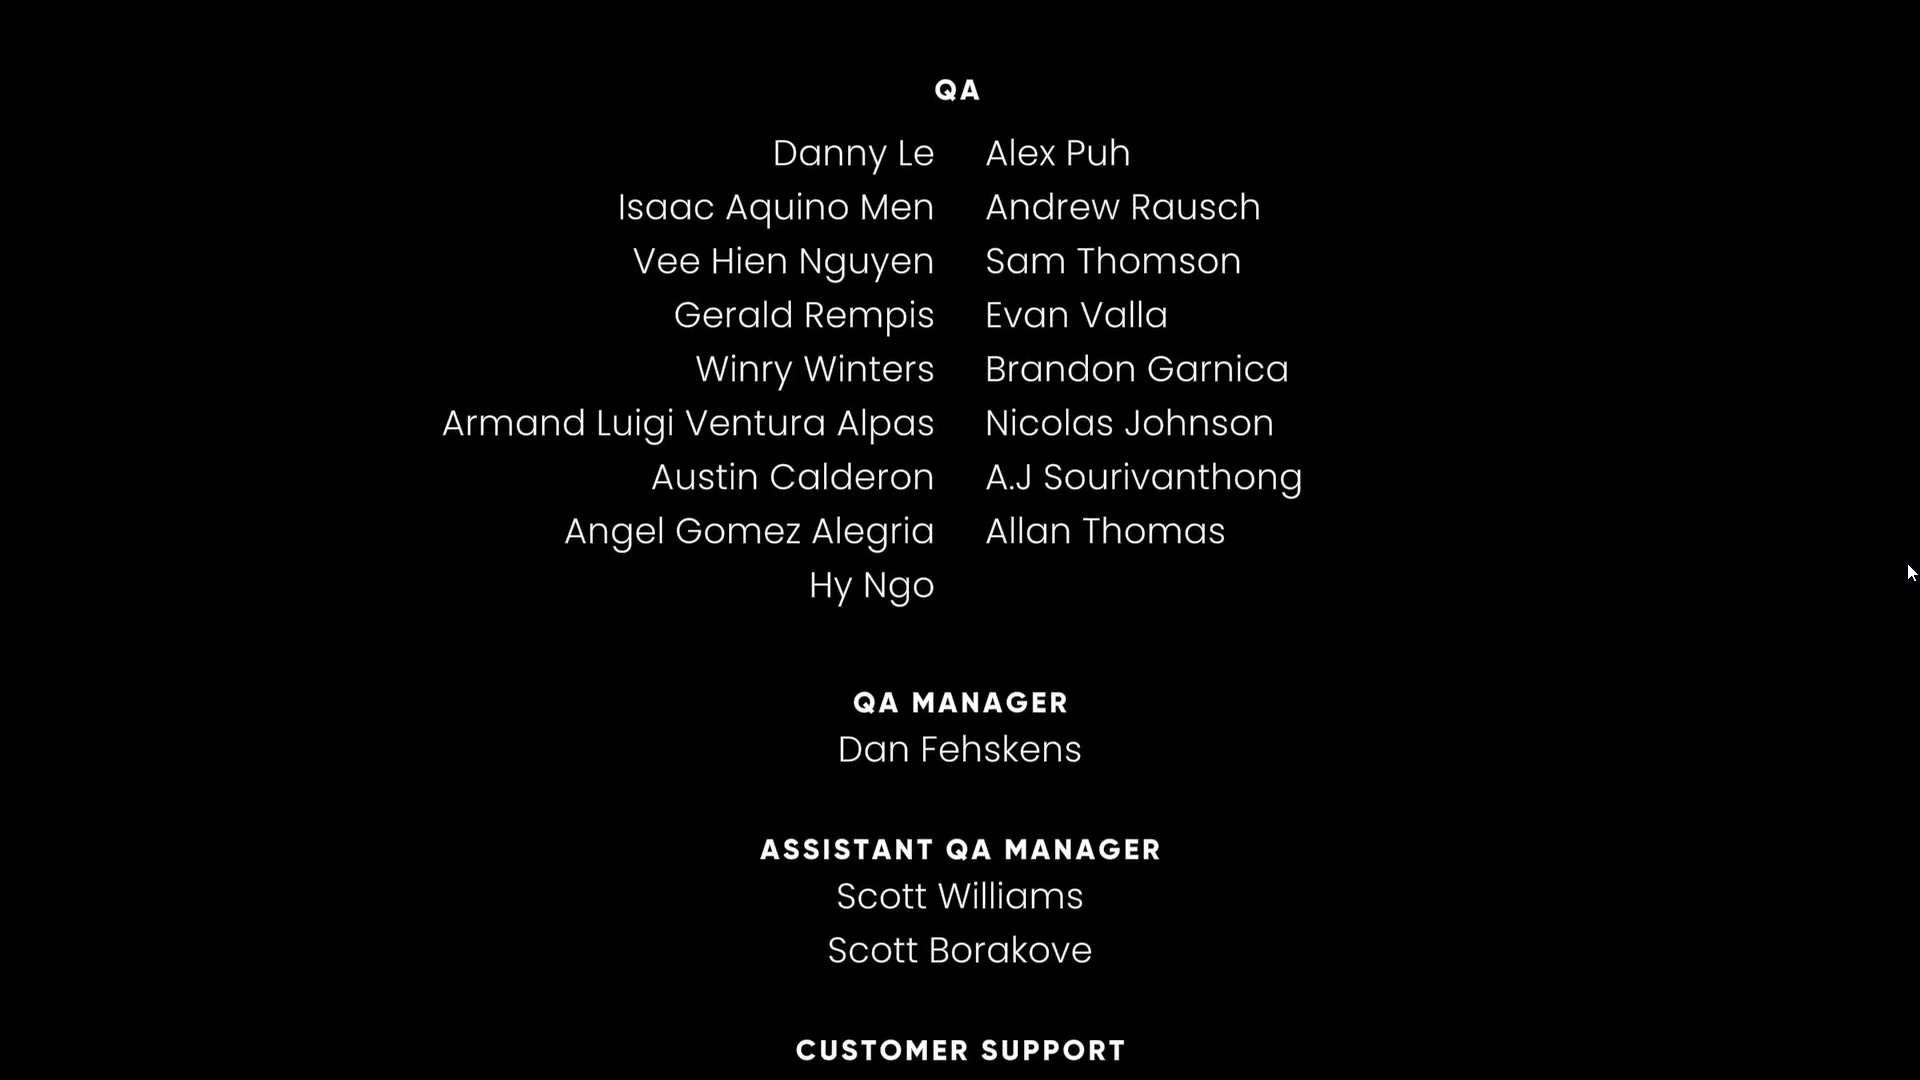 QA
Danny Le Alex Puh
Isaac Aquino Men Andrew Rausch
Vee Hien Nguyen Sam Thomson
Gerald Rempis Evan Valla
Winry Winters Brandon Garnica
Armand Luigi Ventura Alpas Nicolas Johnson
Austin Calderon A.J Sourivanthong
Angel Gomez Alegria Allan Thomas
Hy Ngo
QA MANAGER
Dan Fehskens
ASSISTANT QA MANAGER
Scott Williams
Scott Borakove
CUSTOMER SUPPORT